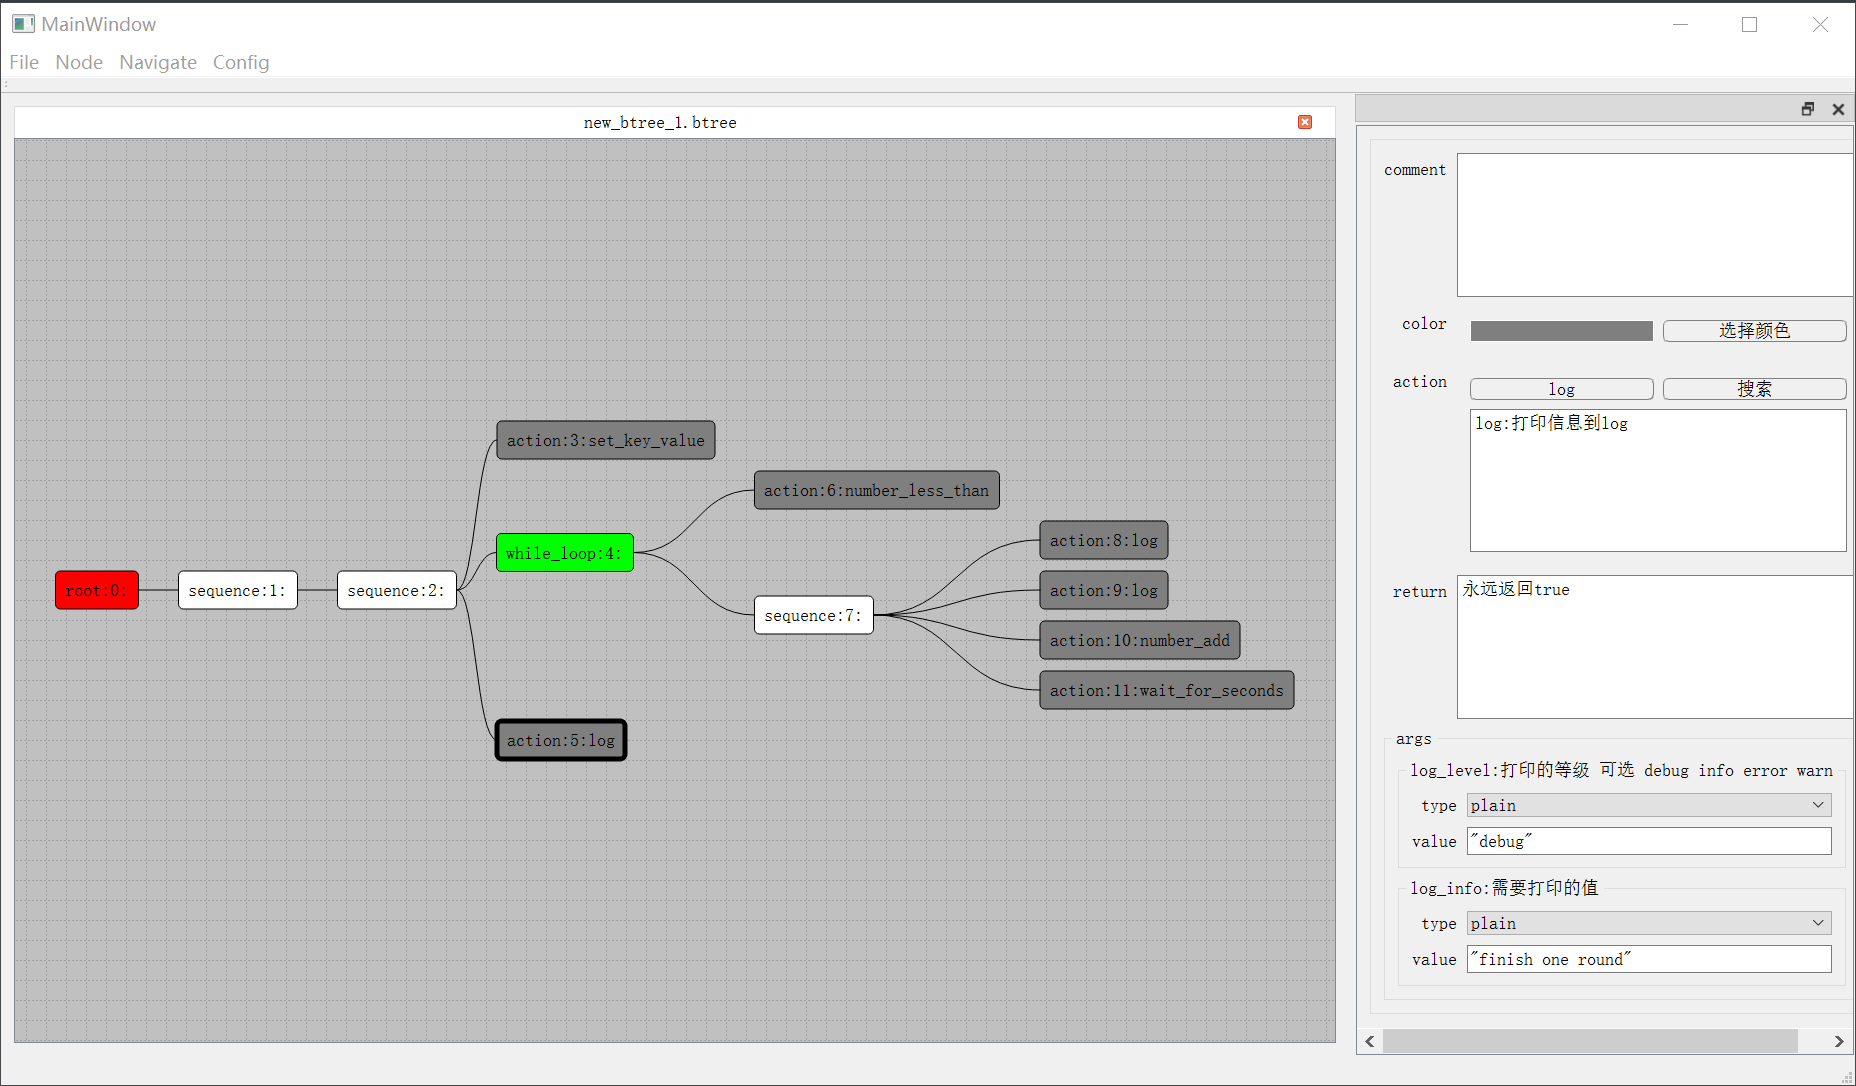 MainWindow
File Node Navigate Config
new_btree_1.btree
action:3:set_key_value
action:6:number_less_than
action:8:log
while_loop:4:
root:0:
sequence:1:
sequence:2:
action:9:log
sequence:7:
action:10:number_add
action:11:wait_for_seconds
action:5:log
comment
color
选择颜色
action
log
搜索
log:打印信息到log
return
永远返回true
args
log_level:打印的等级 可选 debug info error warn
type plain
value "debug"
log_info:需要打印的值
type plain
value "finish one round"